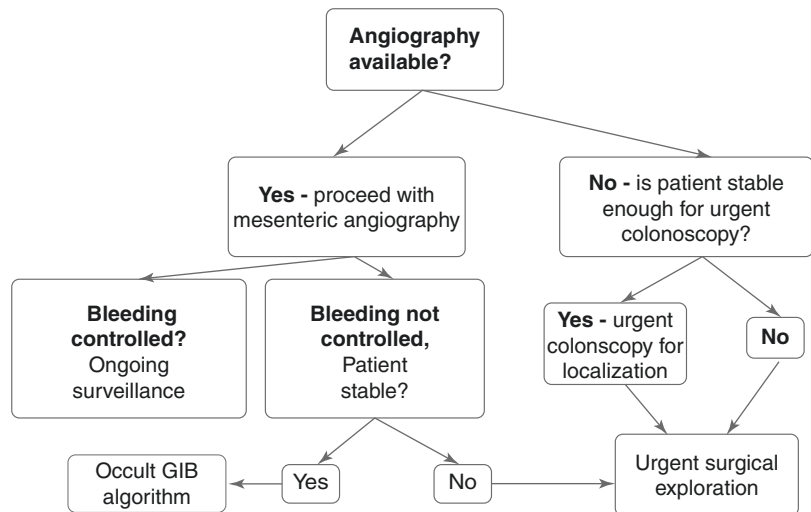 Angiography
available?
Yes - proceed with
mesenteric angiography
No - is patient stable
enough for urgent
colonoscopy?
Bleeding
controlled?
Ongoing
surveillance
Bleeding not
controlled,
Patient
stable?
Yes - urgent
colonscopy for
localization
No
Occult GIB
algorithm
Yes
No
Urgent surgical
exploration